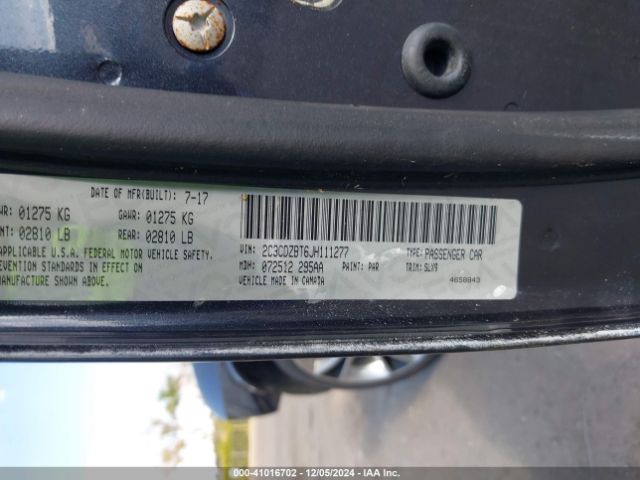 DATE OF MFR(BUILT): 7-17
WR: 01275 KG GAWR: 01275 KG
NT: 02810 LB REAR: 02810 LB
APPLICABLE U.S.A. FEDERAL MOTOR VEHICLE SAFETY,
EVENTION STANDARDS IN EFFECT ON
MANUFACTURE SHOWN ABOVE.
VIN: 2C3CDZBT6JH111277 TYPE: PASSENGER CAR
MDH: 072512 295AA PAINT: PAR TRIM: SLX9
VEHICLE MADE IN CANADA 4658843
000-41016702 - 12/05/2024 - IAA Inc.